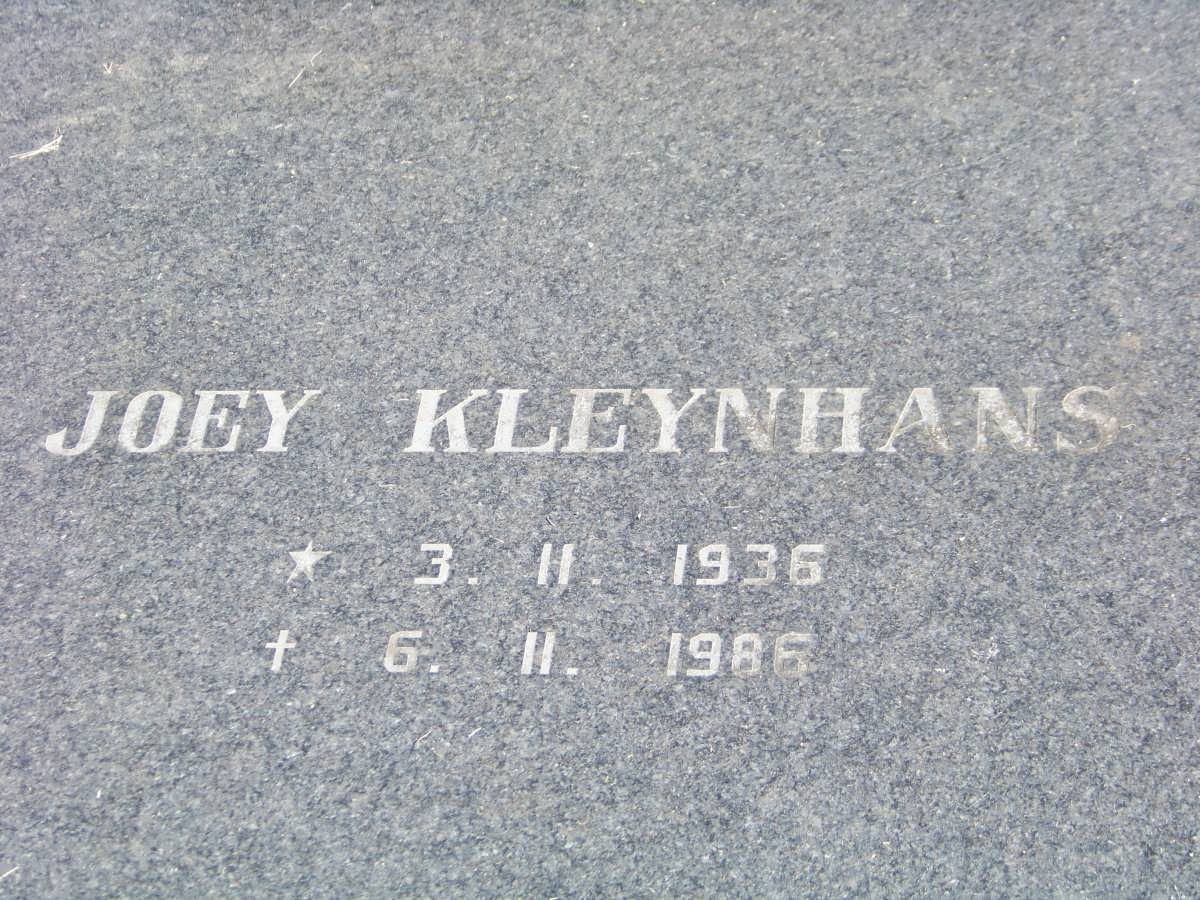 JOEY KLEYNHANS
★ 3. 11. 1936
† 6. 11. 1986